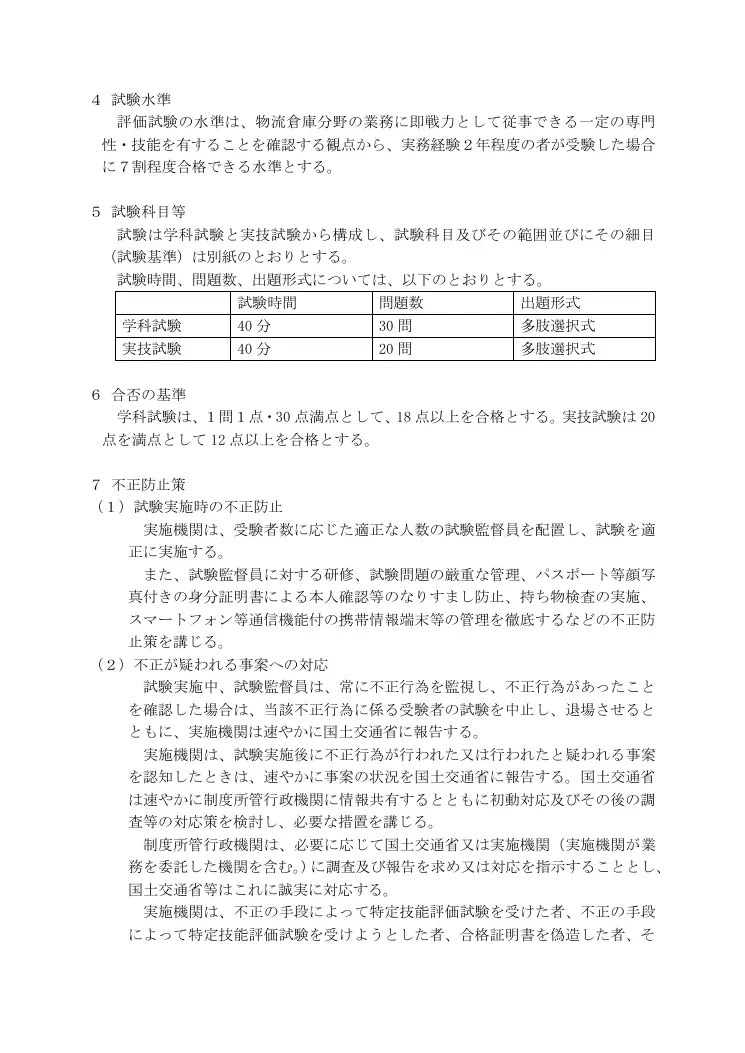 ４ 試験水準
評価試験の水準は、物流倉庫分野の業務に即戦力として従事できる一定の専門
性・技能を有することを確認する観点から、実務経験２年程度の者が受験した場合
に７割程度合格できる水準とする。
５ 試験科目等
試験は学科試験と実技試験から構成し、試験科目及びその範囲並びにその細目
（試験基準）は別紙のとおりとする。
試験時間、問題数、出題形式については、以下のとおりとする。
試験時間 問題数 出題形式
学科試験 40 分 30 問 多肢選択式
実技試験 40 分 20 問 多肢選択式
６ 合否の基準
学科試験は、１問１点・30 点満点として、18 点以上を合格とする。実技試験は 20
点を満点として 12 点以上を合格とする。
７ 不正防止策
（１）試験実施時の不正防止
実施機関は、受験者数に応じた適正な人数の試験監督員を配置し、試験を適
正に実施する。
また、試験監督員に対する研修、試験問題の厳重な管理、パスポート等顔写
真付きの身分証明書による本人確認等のなりすまし防止、持ち物検査の実施、
スマートフォン等通信機能付の携帯情報端末等の管理を徹底するなどの不正防
止策を講じる。
（２）不正が疑われる事案への対応
試験実施中、試験監督員は、常に不正行為を監視し、不正行為があったこと
を確認した場合は、当該不正行為に係る受験者の試験を中止し、退場させると
ともに、実施機関は速やかに国土交通省に報告する。
実施機関は、試験実施後に不正行為が行われた又は行われたと疑われる事案
を認知したときは、速やかに事案の状況を国土交通省に報告する。国土交通省
は速やかに制度所管行政機関に情報共有するとともに初動対応及びその後の調
査等の対応策を検討し、必要な措置を講じる。
制度所管行政機関は、必要に応じて国土交通省又は実施機関（実施機関が業
務を委託した機関を含む。）に調査及び報告を求め又は対応を指示することとし、
国土交通省等はこれに誠実に対応する。
実施機関は、不正の手段によって特定技能評価試験を受けた者、不正の手段
によって特定技能評価試験を受けようとした者、合格証明書を偽造した者、そ